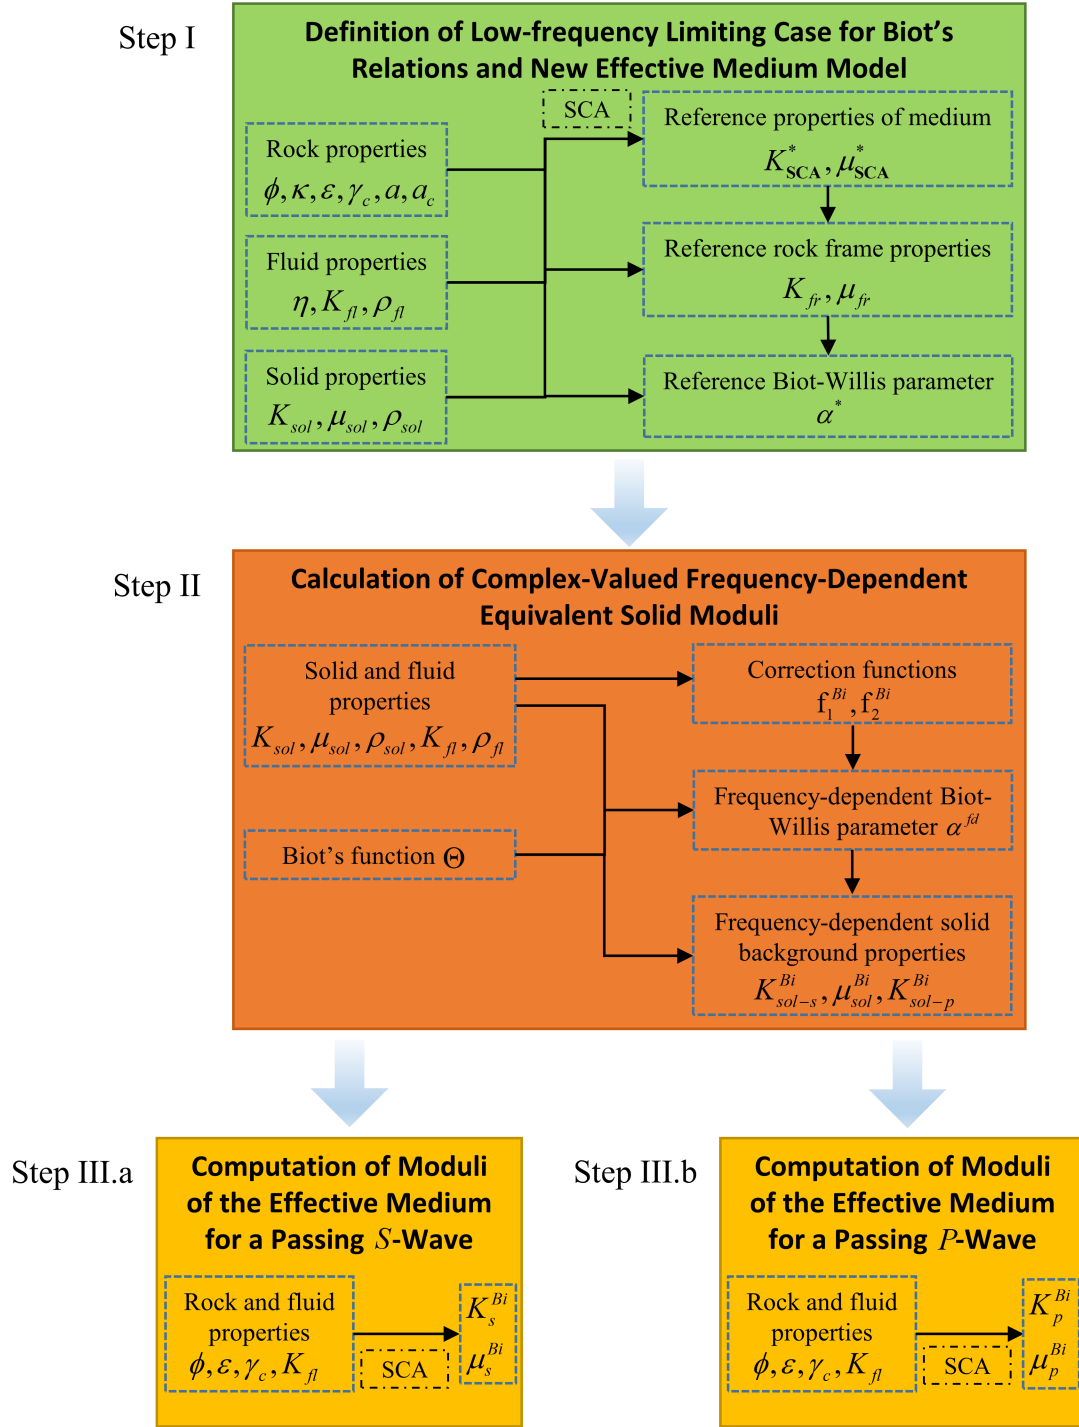 Step I
Definition of Low-frequency Limiting Case for Biot's
Relations and New Effective Medium Model
SCA
Rock properties
ϕ, κ, ε, γ_c, a, a_c
Fluid properties
η, K_fl, ρ_fl
Solid properties
K_sol, μ_sol, ρ_sol
Reference properties of medium
K*_SCA, μ*_SCA
Reference rock frame properties
K_fr, μ_fr
Reference Biot-Willis parameter
α*
Step II
Calculation of Complex-Valued Frequency-Dependent
Equivalent Solid Moduli
Solid and fluid
properties
K_sol, μ_sol, ρ_sol, K_fl, ρ_fl
Biot's function Θ
Correction functions
f_1^Bi, f_2^Bi
Frequency-dependent Biot-
Willis parameter α^fd
Frequency-dependent solid
background properties
K_sol-s^Bi, μ_sol^Bi, K_sol-p^Bi
Step III.a
Computation of Moduli
of the Effective Medium
for a Passing S-Wave
Rock and fluid
properties
ϕ, ε, γ_c, K_fl
SCA
K_s^Bi
μ_s^Bi
Step III.b
Computation of Moduli
of the Effective Medium
for a Passing P-Wave
Rock and fluid
properties
ϕ, ε, γ_c, K_fl
SCA
K_p^Bi
μ_p^Bi